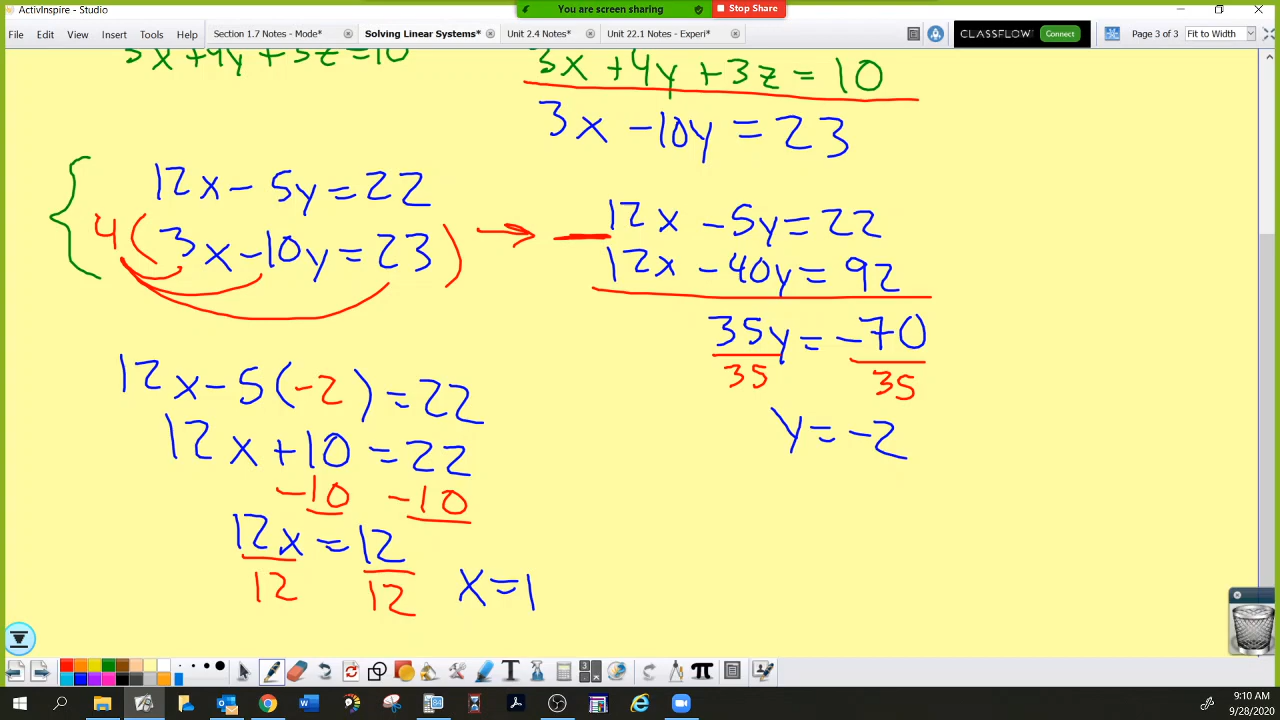 ActivInspire - Studio
You are screen sharing
Stop Share
File Edit View Insert Tools Help
Section 1.7 Notes - Mode*
Solving Linear Systems*
Unit 2.4 Notes*
Unit 22.1 Notes - Experi*
CLASSFLOW Connect
Page 3 of 3
Fit to Width
3x+4y+3z=10
3x+4y+3z=10
3x-10y=23
12x-5y=22
4(3x-10y=23)
12x-5y=22
12x-40y=92
35y=-70
35 35
y=-2
12x-5(-2)=22
12x+10=22
-10 -10
12x=12
12 12
x=1
9:10 AM
9/28/2020